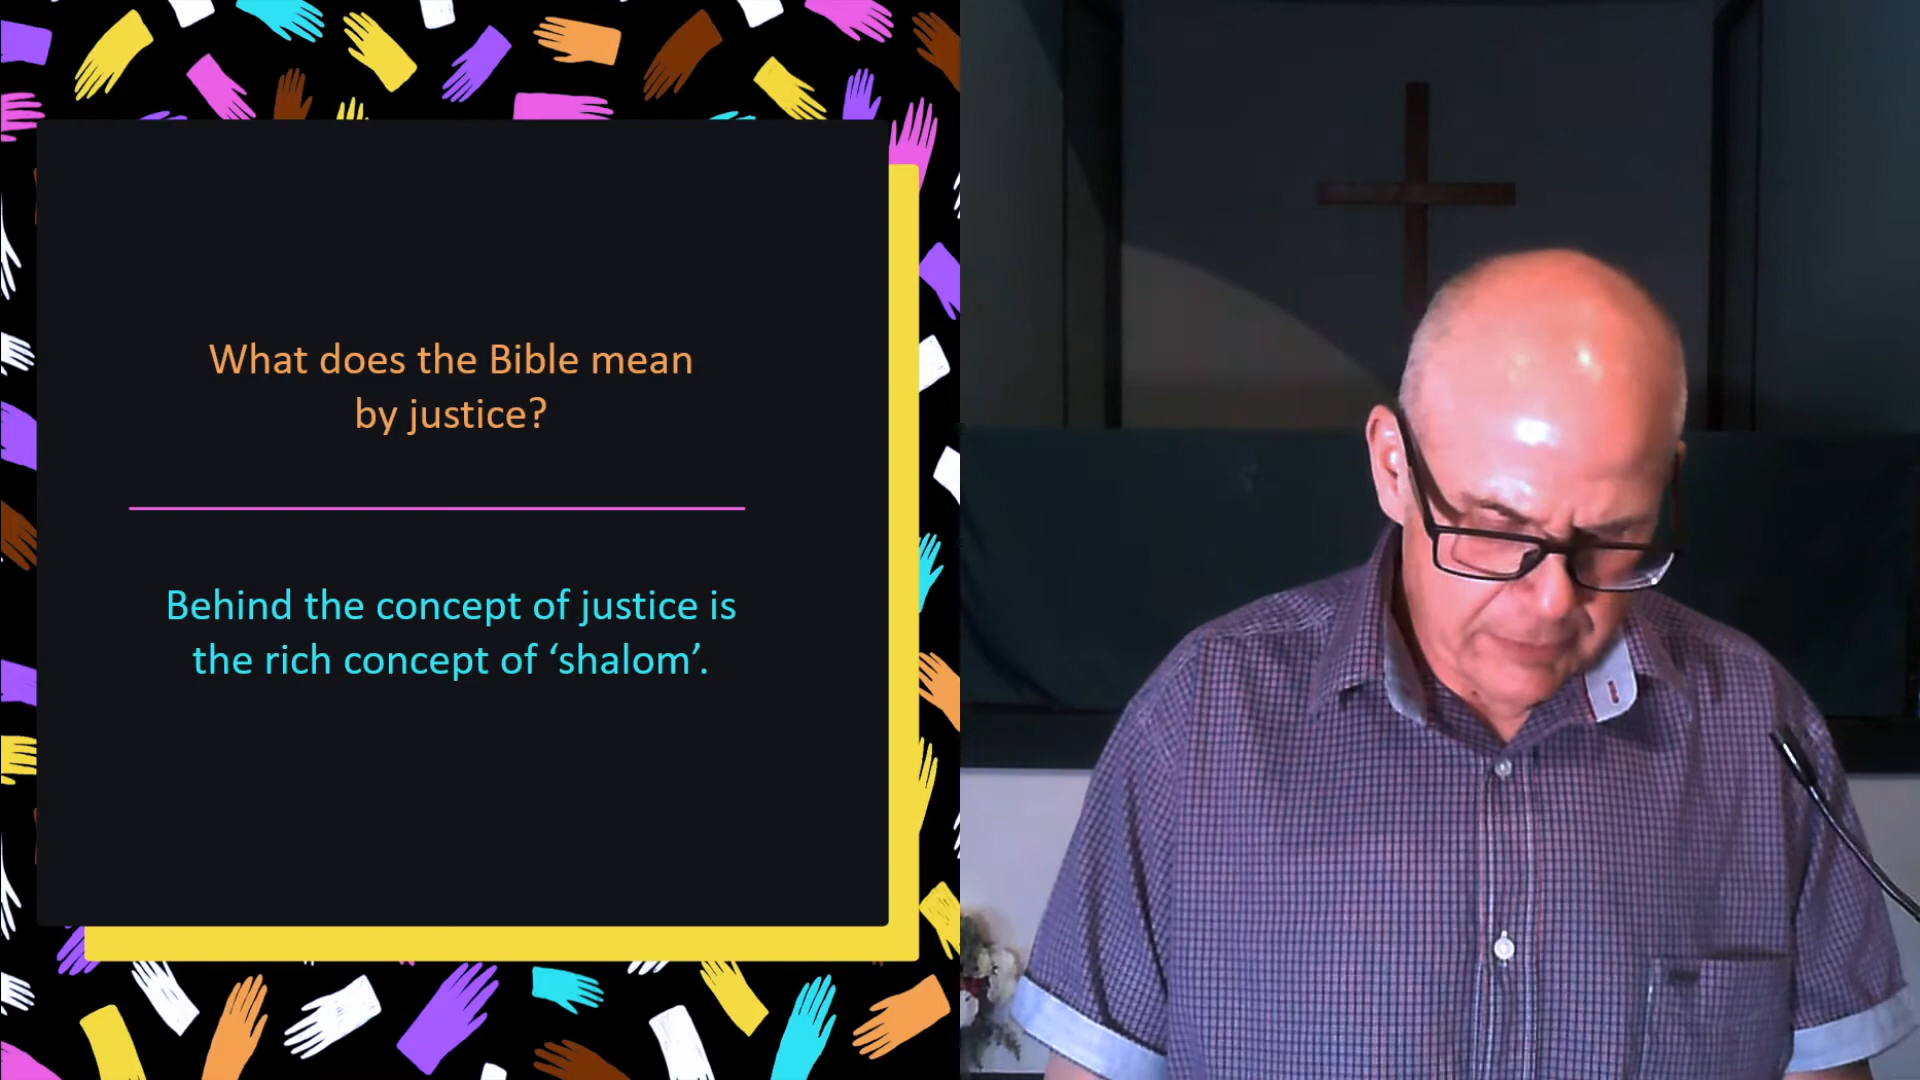 What does the Bible mean
by justice?
Behind the concept of justice is
the rich concept of ‘shalom’.